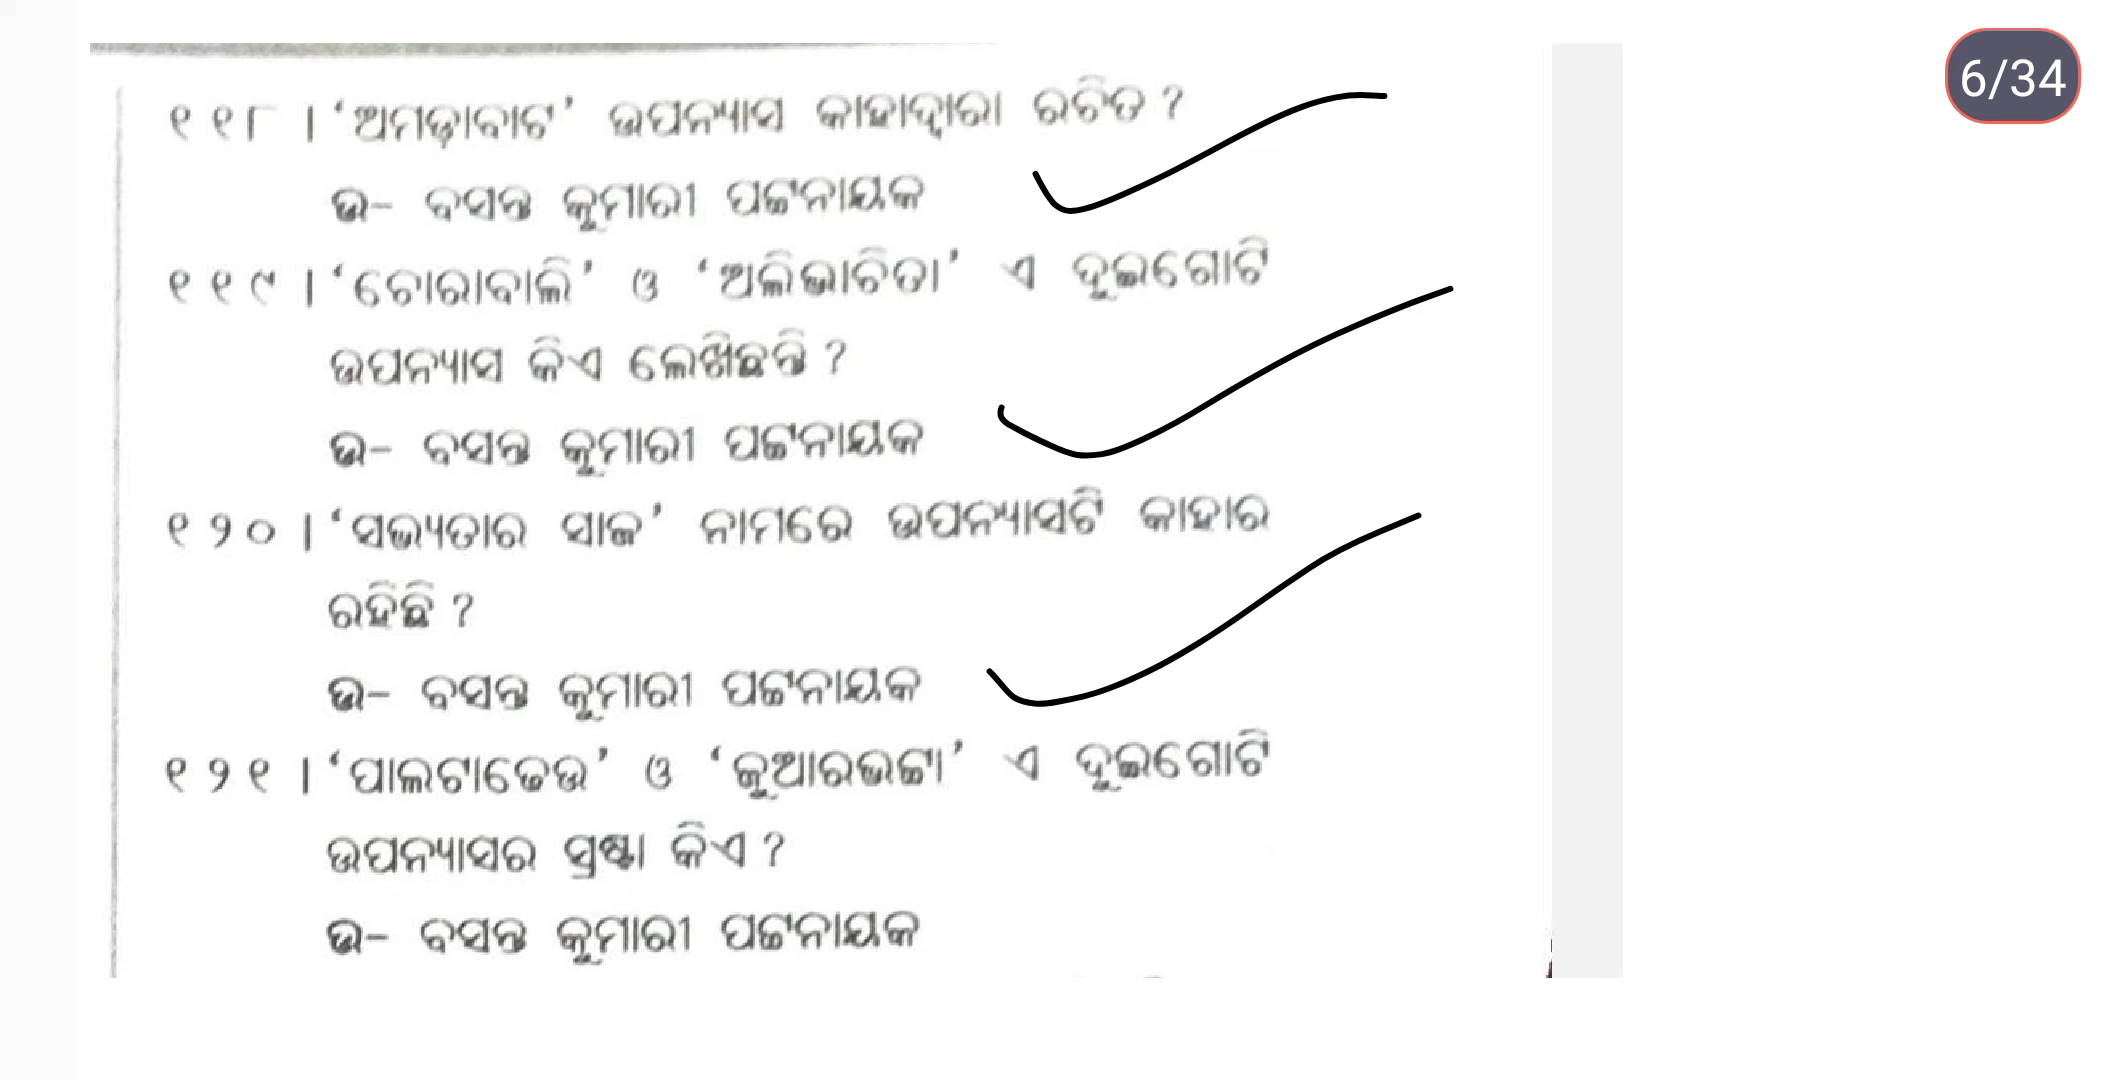 6/34
୧୧୮ । ‘ଅମଡ଼ାବାଟ’ ଉପନ୍ୟାସ କାହାଦ୍ୱାରା ରଚିତ ?
ଉ- ବସନ୍ତ କୁମାରୀ ପଟ୍ଟନାୟକ
୧୧୯ । ‘ଚୋରାବାଲି’ ଓ ‘ଅଲିଭାଚିତା’ ଏ ଦୁଇଗୋଟି
ଉପନ୍ୟାସ କିଏ ଲେଖିଛନ୍ତି ?
ଉ- ବସନ୍ତ କୁମାରୀ ପଟ୍ଟନାୟକ
୧୨୦ । ‘ସଭ୍ୟତାର ସାଜ’ ନାମରେ ଉପନ୍ୟାସଟି କାହାର
ରହିଛି ?
ଉ- ବସନ୍ତ କୁମାରୀ ପଟ୍ଟନାୟକ
୧୨୧ । ‘ପାଲଟାଢେଉ’ ଓ ‘ଜୁଆରଭଟ୍ଟା’ ଏ ଦୁଇଗୋଟି
ଉପନ୍ୟାସର ସ୍ରଷ୍ଟା କିଏ ?
ଉ- ବସନ୍ତ କୁମାରୀ ପଟ୍ଟନାୟକ